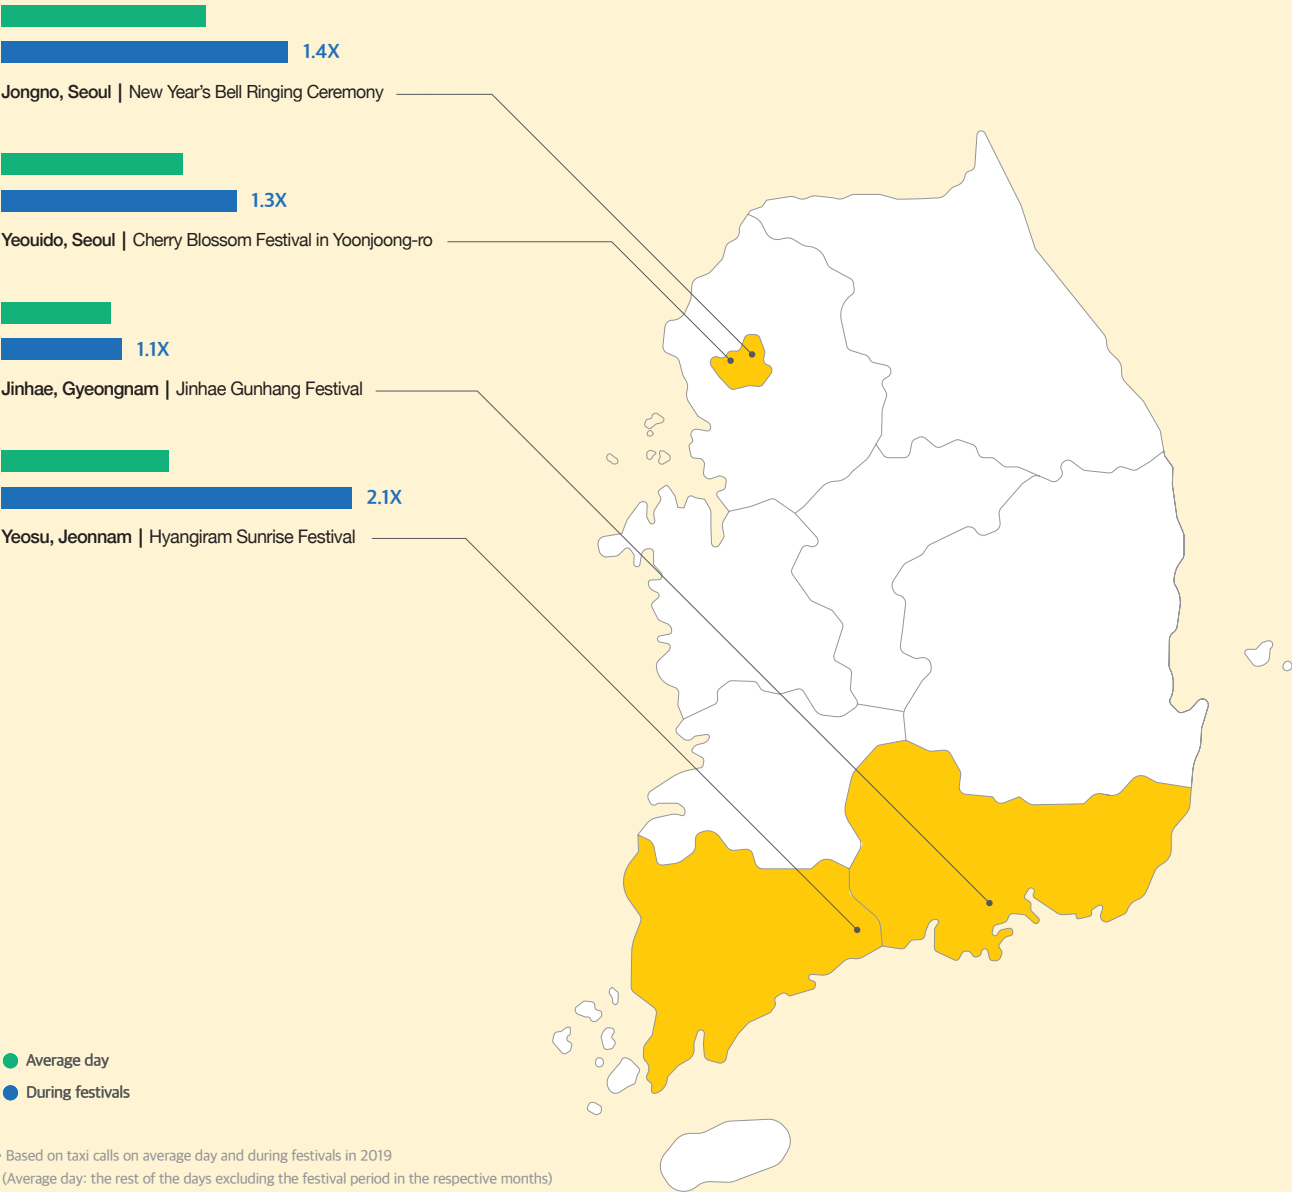 1.4X
Jongno, Seoul | New Year's Bell Ringing Ceremony
1.3X
Yeouido, Seoul | Cherry Blossom Festival in Yoonjoong-ro
1.1X
Jinhae, Gyeongnam | Jinhae Gunhang Festival
2.1X
Yeosu, Jeonnam | Hyangiram Sunrise Festival
Average day
During festivals
· Based on taxi calls on average day and during festivals in 2019
(Average day: the rest of the days excluding the festival period in the respective months)